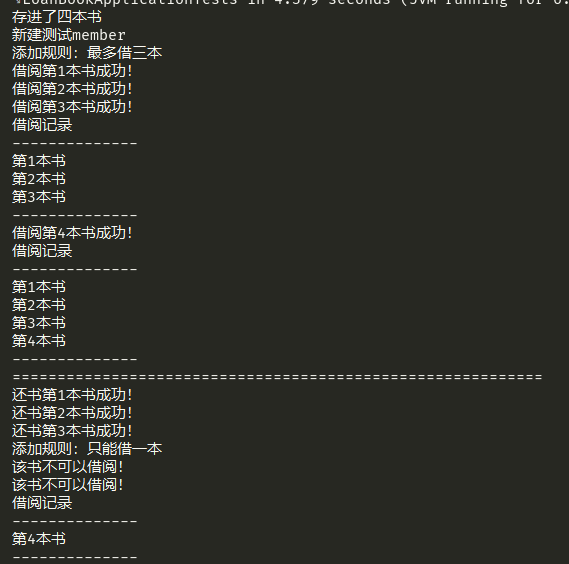 LoanBookApplicationTests in 4.379 seconds (JVM running for 6.
存进了四本书
新建测试member
添加规则: 最多借三本
借阅第1本书成功!
借阅第2本书成功!
借阅第3本书成功!
借阅记录
--------------
第1本书
第2本书
第3本书
--------------
借阅第4本书成功!
借阅记录
--------------
第1本书
第2本书
第3本书
第4本书
--------------
===========================================================
还书第1本书成功!
还书第2本书成功!
还书第3本书成功!
添加规则: 只能借一本
该书不可以借阅!
该书不可以借阅!
借阅记录
--------------
第4本书
--------------